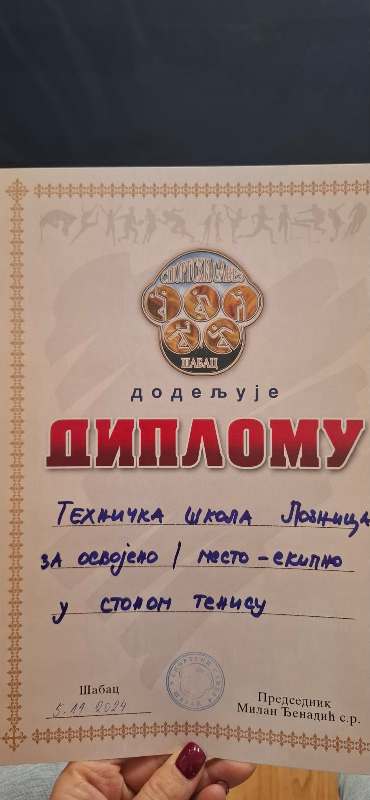 СПОРТСКИ САВЕЗ
ШАБАЦ
додељује
ДИПЛОМУ
Техничка школа Лозница
за освојено I место - екипно
у стоном тенису
Шабац
5.11 2024
Председник
Милан Ђенадић с.р.